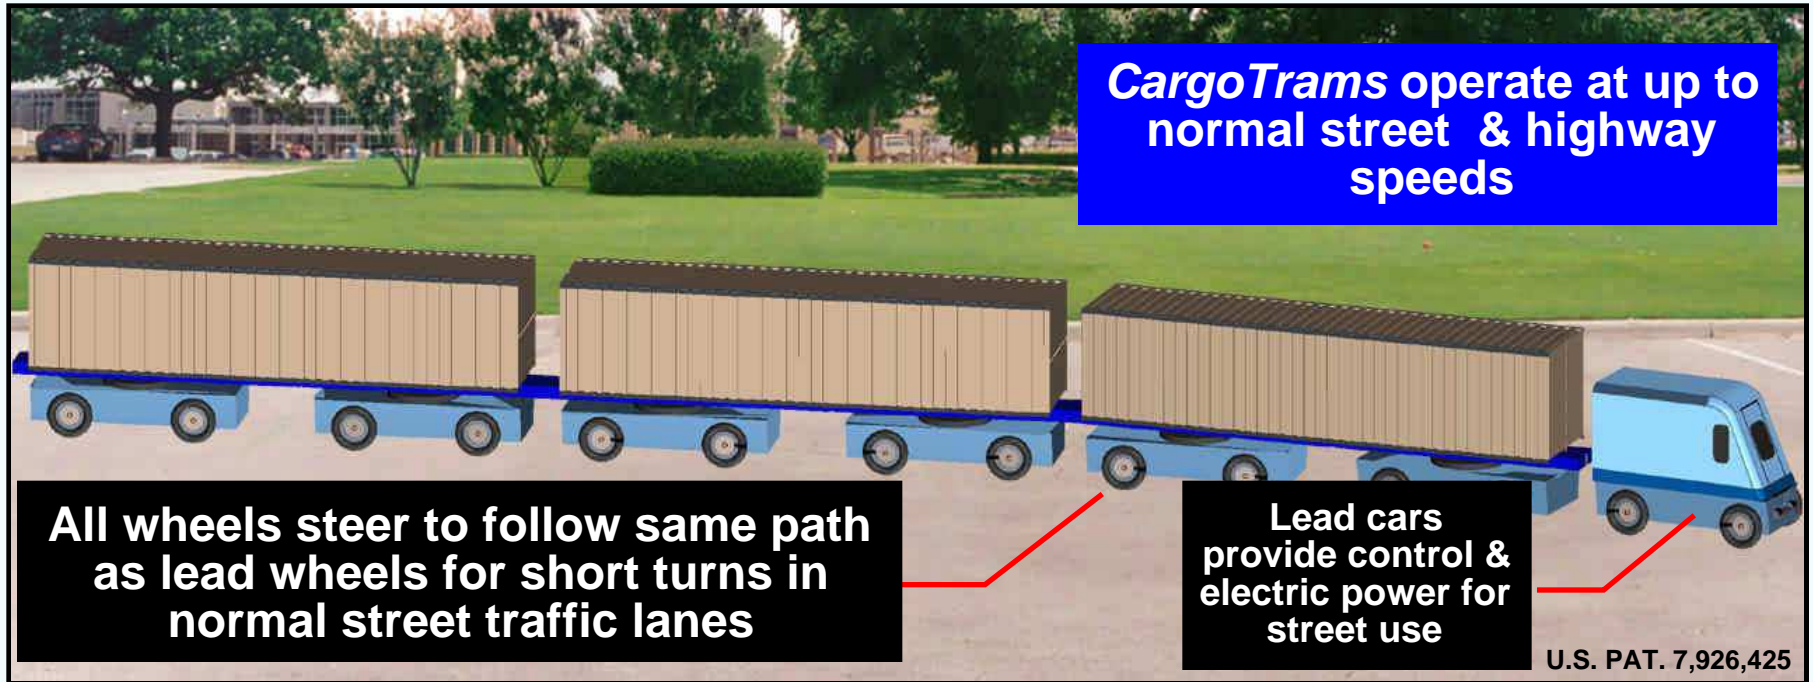 CargoTrams operate at up to
normal street & highway
speeds
All wheels steer to follow same path
as lead wheels for short turns in
normal street traffic lanes
Lead cars
provide control &
electric power for
street use
U.S. PAT. 7,926,425